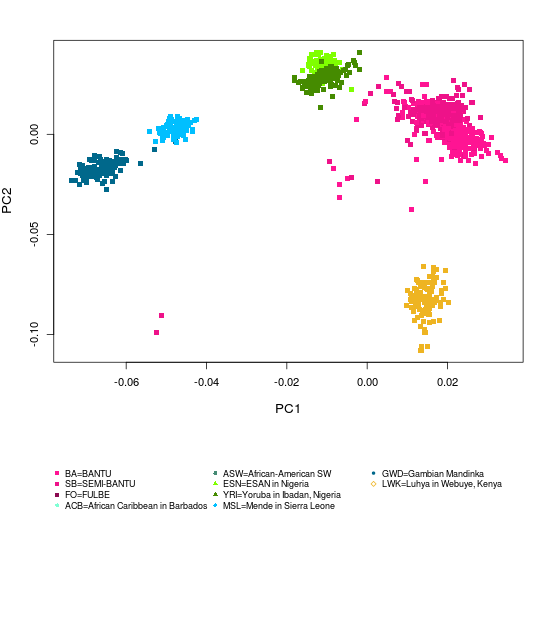 0.00
-0.05
-0.10
PC2
-0.06 -0.04 -0.02 0.00 0.02
PC1
BA=BANTU
SB=SEMI-BANTU
FO=FULBE
ACB=African Caribbean in Barbados
ASW=African-American SW
ESN=ESAN in Nigeria
YRI=Yoruba in Ibadan, Nigeria
MSL=Mende in Sierra Leone
GWD=Gambian Mandinka
LWK=Luhya in Webuye, Kenya